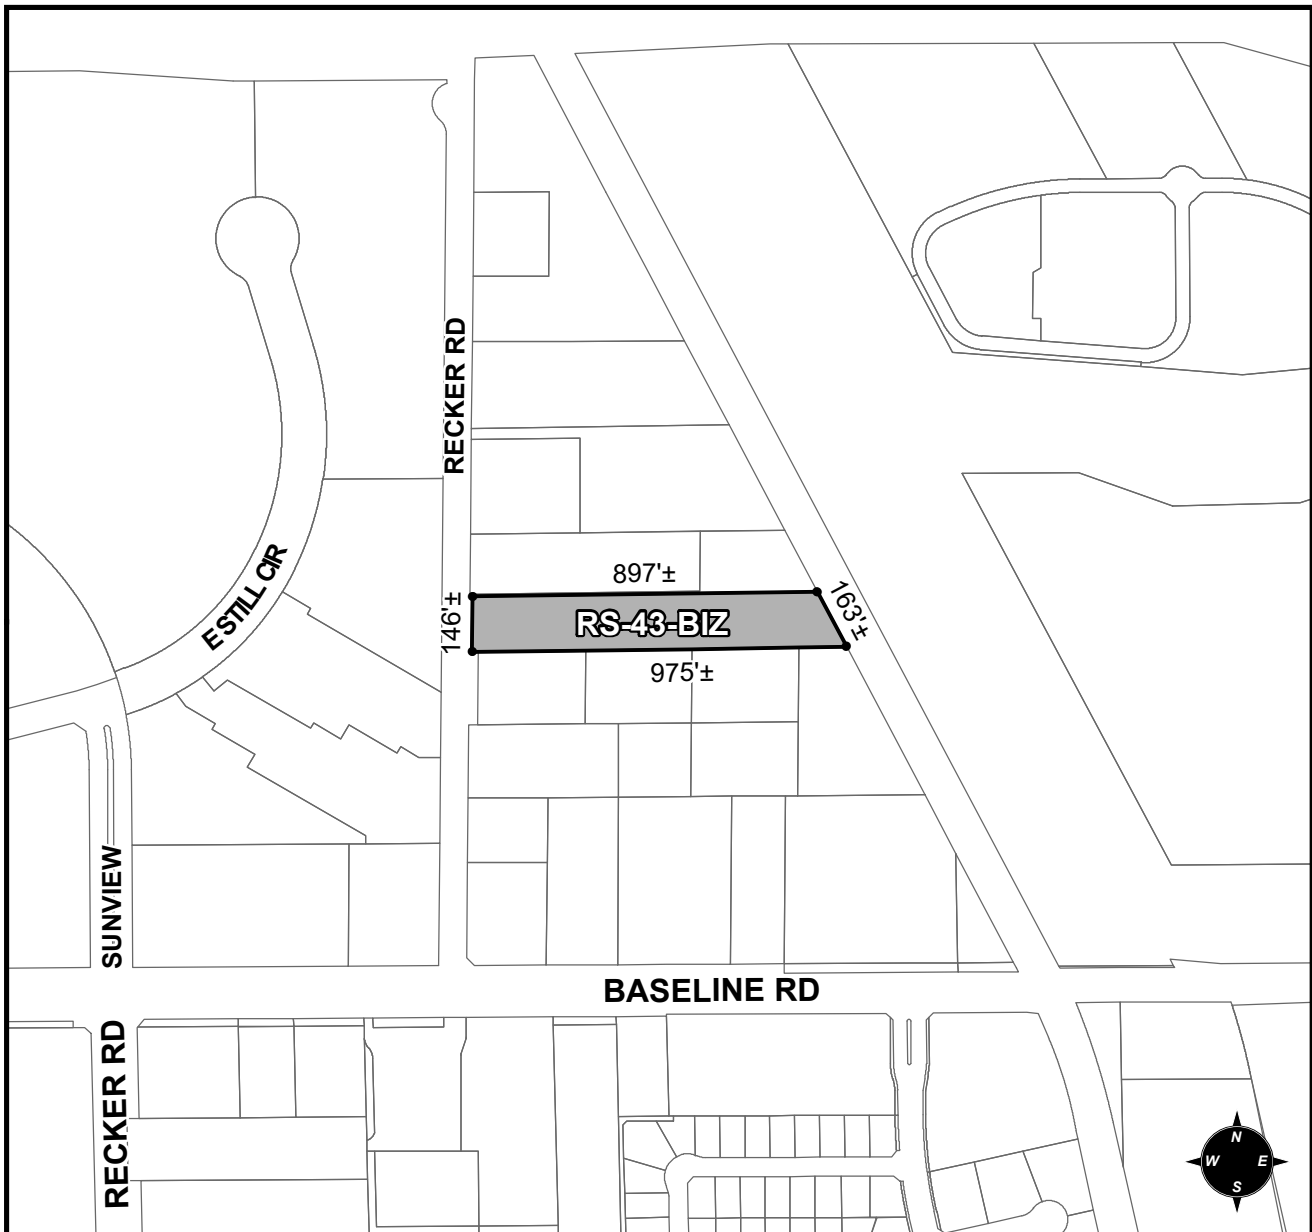 RECKER RD
E STILL CIR
897'±
163'±
146'±
RS-43-BIZ
975'±
SUNVIEW
BASELINE RD
RECKER RD
N
W E
S